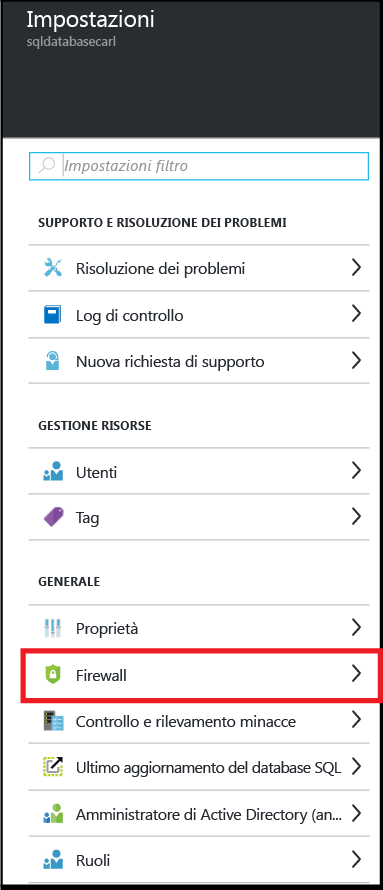 Impostazioni
sqldatabasecarl
Impostazioni filtro
SUPPORTO E RISOLUZIONE DEI PROBLEMI
Risoluzione dei problemi
Log di controllo
Nuova richiesta di supporto
GESTIONE RISORSE
Utenti
Tag
GENERALE
Proprietà
Firewall
Controllo e rilevamento minacce
Ultimo aggiornamento del database SQL
Amministratore di Active Directory (an...
Ruoli